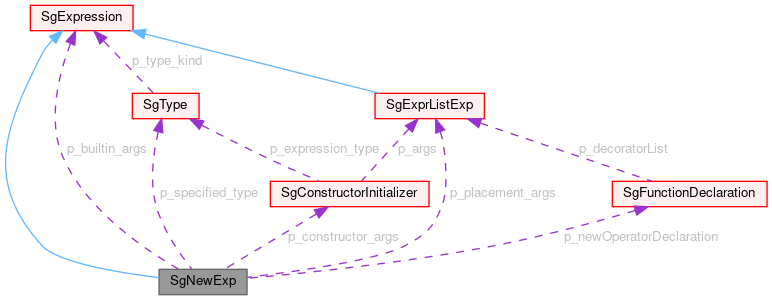 SgExpression
p_type_kind
SgType
SgExprListExp
p_builtin_args
p_expression_type
p_args
p_decoratorList
p_specified_type
SgConstructorInitializer
p_placement_args
SgFunctionDeclaration
p_constructor_args
p_newOperatorDeclaration
SgNewExp